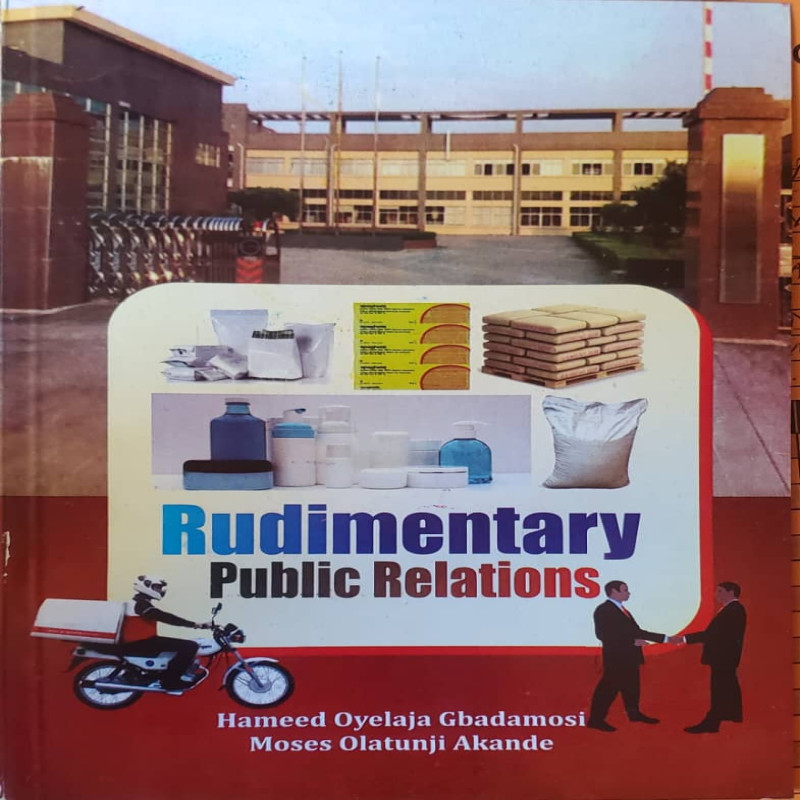 Rudimentary
Public Relations
Hameed Oyelaja Gbadamosi
Moses Olatunji Akande